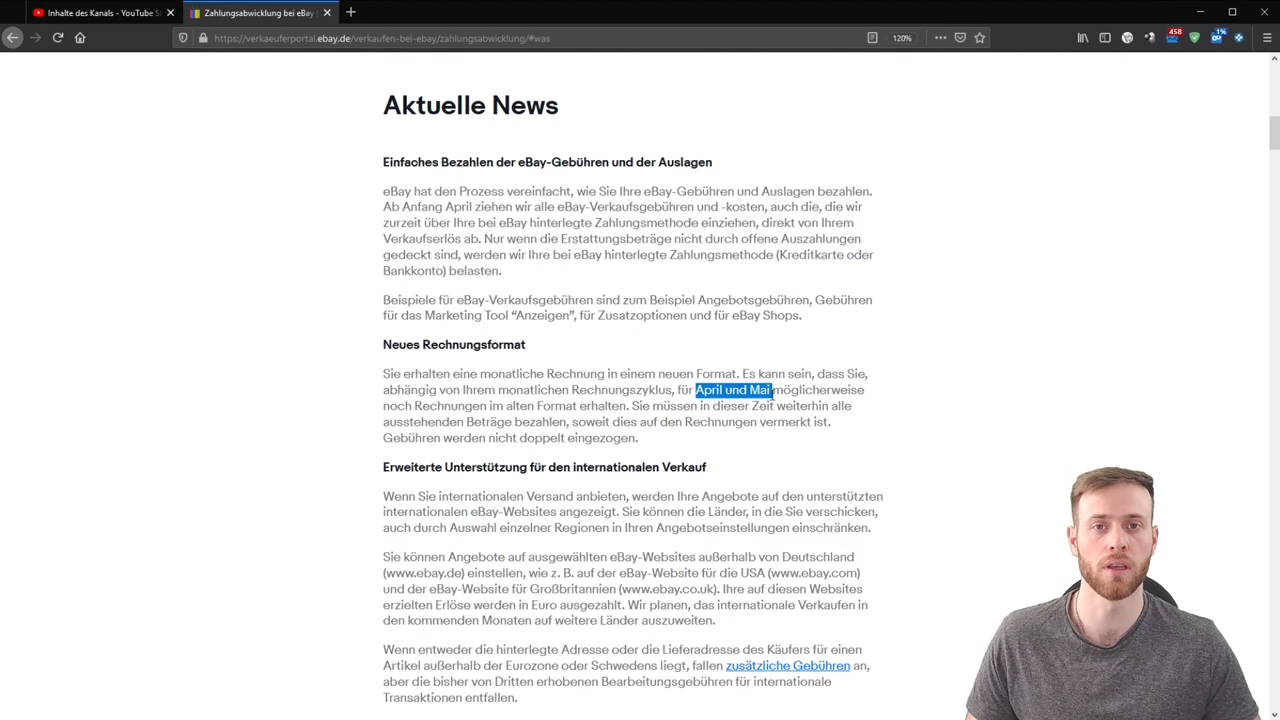 Inhalte des Kanals - YouTube S
Zahlungsabwicklung bei eBay |
https://verkaeuferportal.ebay.de/verkaufen-bei-ebay/zahlungsabwicklung/#was
120%
458
1%
Aktuelle News
Einfaches Bezahlen der eBay-Gebühren und der Auslagen
eBay hat den Prozess vereinfacht, wie Sie Ihre eBay-Gebühren und Auslagen bezahlen.
Ab Anfang April ziehen wir alle eBay-Verkaufsgebühren und -kosten, auch die, die wir
zurzeit über Ihre bei eBay hinterlegte Zahlungsmethode einziehen, direkt von Ihrem
Verkaufserlös ab. Nur wenn die Erstattungsbeträge nicht durch offene Auszahlungen
gedeckt sind, werden wir Ihre bei eBay hinterlegte Zahlungsmethode (Kreditkarte oder
Bankkonto) belasten.
Beispiele für eBay-Verkaufsgebühren sind zum Beispiel Angebotsgebühren, Gebühren
für das Marketing Tool “Anzeigen”, für Zusatzoptionen und für eBay Shops.
Neues Rechnungsformat
Sie erhalten eine monatliche Rechnung in einem neuen Format. Es kann sein, dass Sie,
abhängig von Ihrem monatlichen Rechnungszyklus, für April und Mai möglicherweise
noch Rechnungen im alten Format erhalten. Sie müssen in dieser Zeit weiterhin alle
ausstehenden Beträge bezahlen, soweit dies auf den Rechnungen vermerkt ist.
Gebühren werden nicht doppelt eingezogen.
Erweiterte Unterstützung für den internationalen Verkauf
Wenn Sie internationalen Versand anbieten, werden Ihre Angebote auf den unterstützten
internationalen eBay-Websites angezeigt. Sie können die Länder, in die Sie verschicken,
auch durch Auswahl einzelner Regionen in Ihren Angebotseinstellungen einschränken.
Sie können Angebote auf ausgewählten eBay-Websites außerhalb von Deutschland
(www.ebay.de) einstellen, wie z. B. auf der eBay-Website für die USA (www.ebay.com)
und der eBay-Website für Großbritannien (www.ebay.co.uk). Ihre auf diesen Websites
erzielten Erlöse werden in Euro ausgezahlt. Wir planen, das internationale Verkaufen in
den kommenden Monaten auf weitere Länder auszuweiten.
Wenn entweder die hinterlegte Adresse oder die Lieferadresse des Käufers für einen
Artikel außerhalb der Eurozone oder Schwedens liegt, fallen zusätzliche Gebühren an,
aber die bisher von Dritten erhobenen Bearbeitungsgebühren für internationale
Transaktionen entfallen.